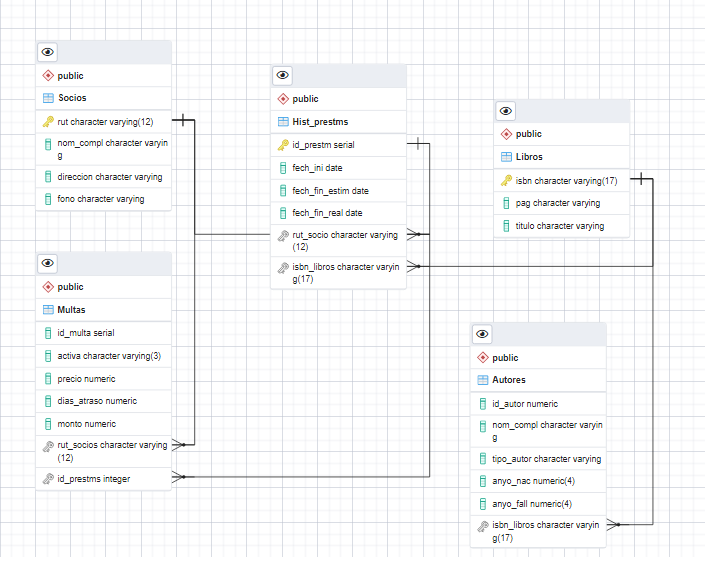 public
Socios
rut character varying(12)
nom_compl character varyin
g
direccion character varying
fono character varying
public
Hist_prestms
id_prestm serial
fech_ini date
fech_fin_estim date
fech_fin_real date
rut_socio character varying
(12)
isbn_libros character varyin
g(17)
public
Libros
isbn character varying(17)
pag character varying
titulo character varying
public
Multas
id_multa serial
activa character varying(3)
precio numeric
dias_atraso numeric
monto numeric
rut_socios character varying
(12)
id_prestms integer
public
Autores
id_autor numeric
nom_compl character varyin
g
tipo_autor character varying
anyo_nac numeric(4)
anyo_fall numeric(4)
isbn_libros character varyin
g(17)